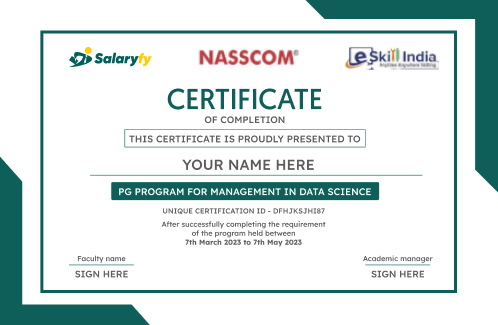 Salaryfy
NASSCOM®
eSkill India
Anytime Anywhere Skilling
CERTIFICATE
OF COMPLETION
THIS CERTIFICATE IS PROUDLY PRESENTED TO
YOUR NAME HERE
PG PROGRAM FOR MANAGEMENT IN DATA SCIENCE
UNIQUE CERTIFICATION ID - DFHJKSJHI87
After successfully completing the requirement
of the program held between
7th March 2023 to 7th May 2023
Faculty name
Academic manager
SIGN HERE
SIGN HERE